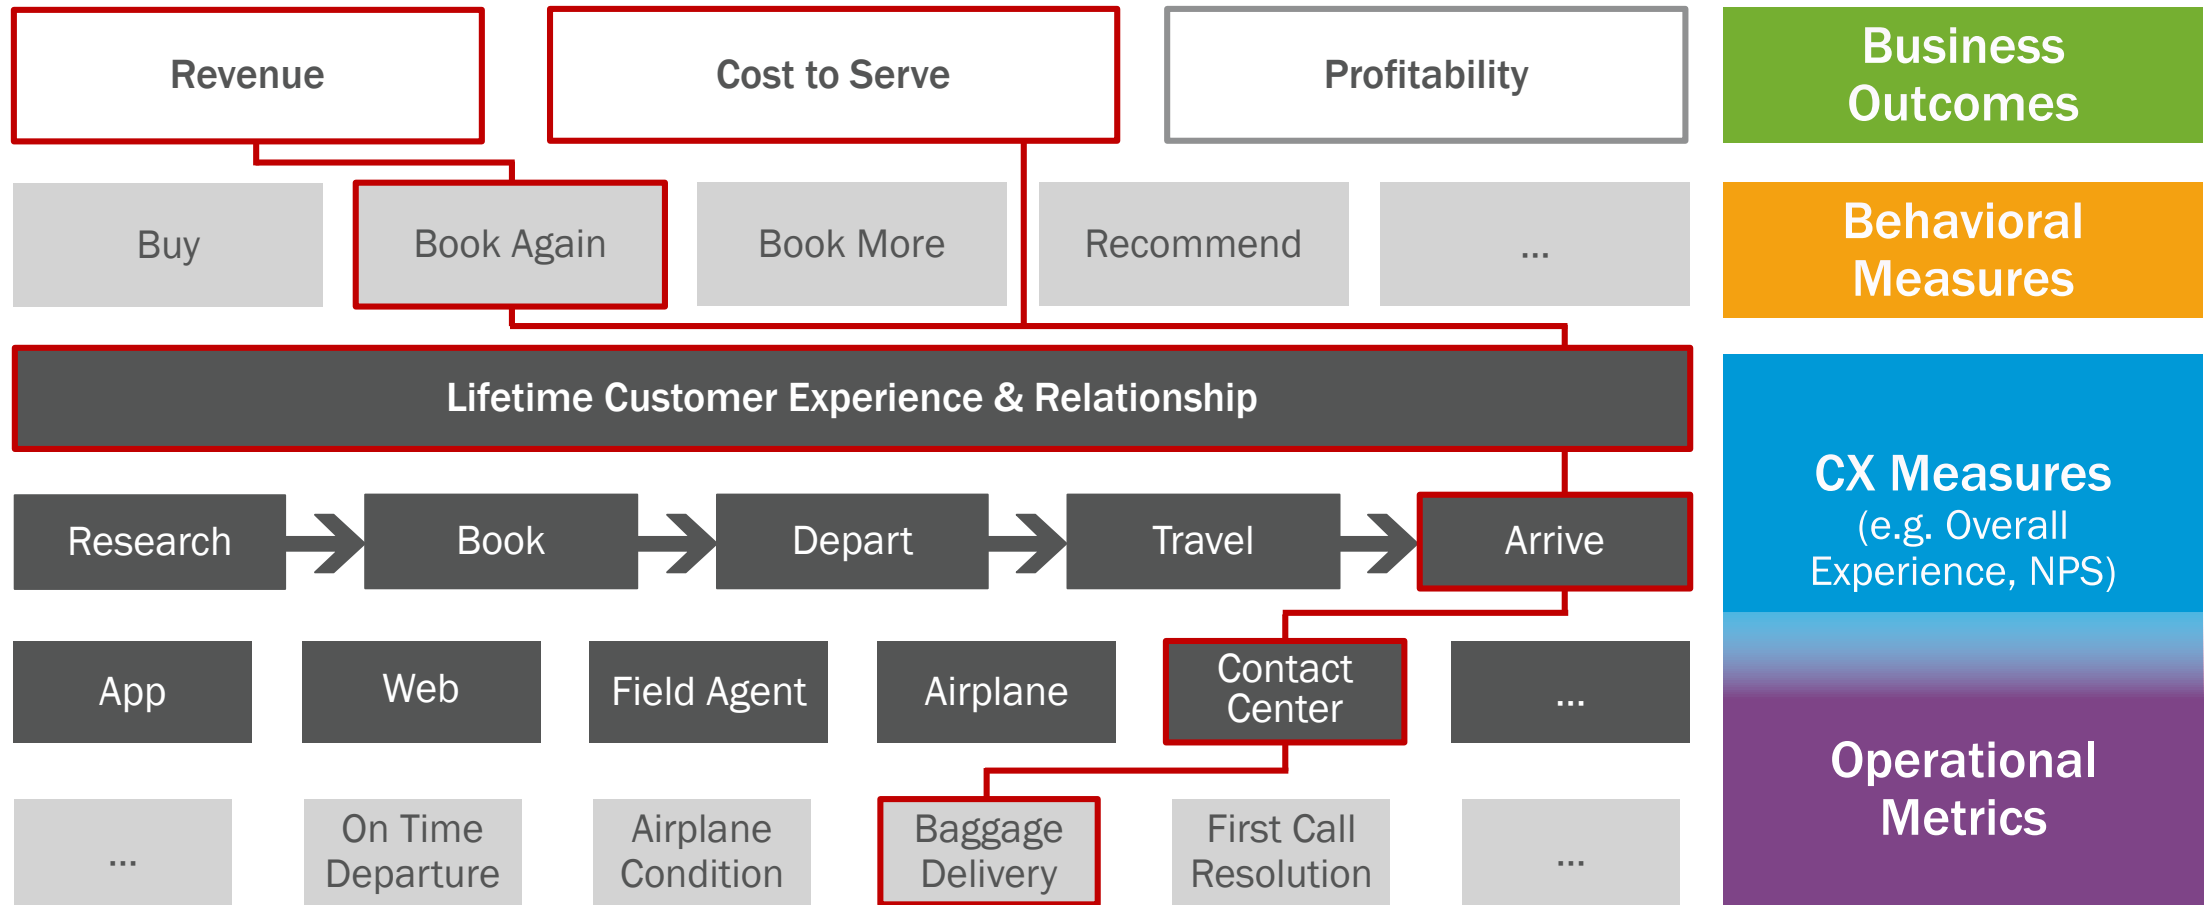 Revenue
Cost to Serve
Profitability
Business
Outcomes
Buy
Book Again
Book More
Recommend
...
Behavioral
Measures
Lifetime Customer Experience & Relationship
CX Measures
(e.g. Overall
Experience, NPS)
Research
Book
Depart
Travel
Arrive
App
Web
Field Agent
Airplane
Contact
Center
...
Operational
Metrics
...
On Time
Departure
Airplane
Condition
Baggage
Delivery
First Call
Resolution
...